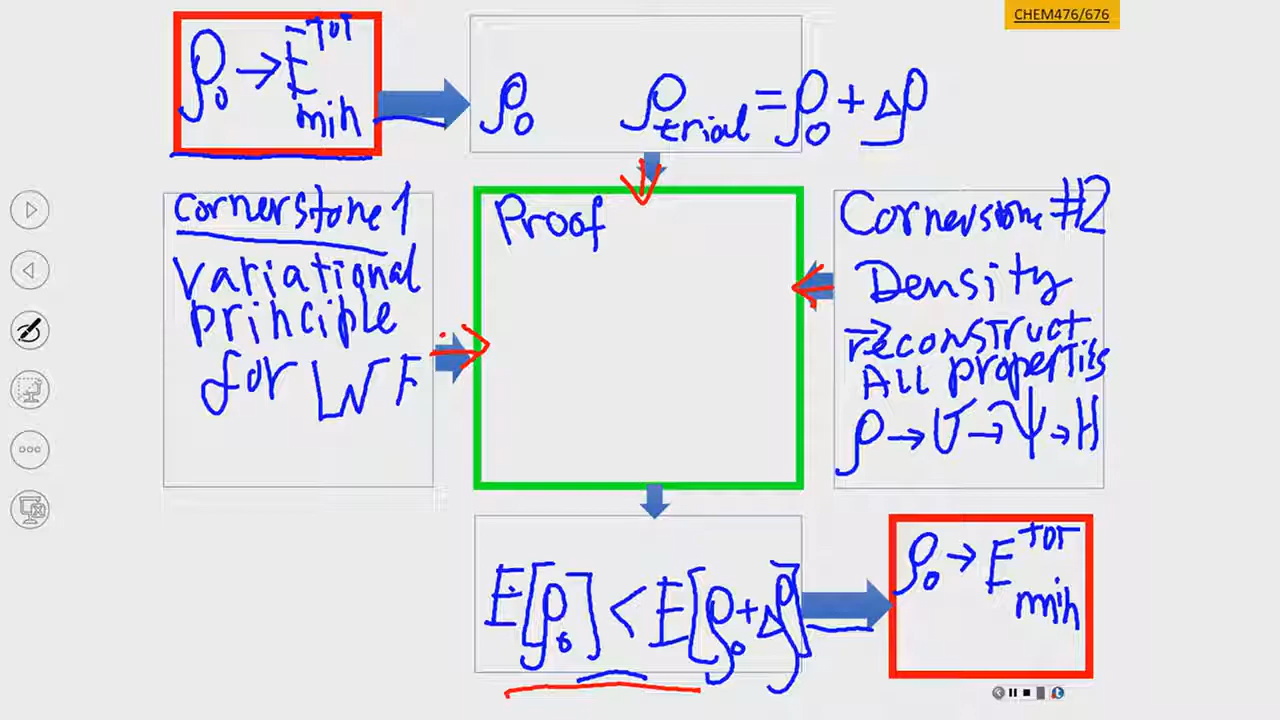 CHEM476/676
ρ₀ → E^tot_min
ρ₀ ρ_trial = ρ₀ + Δρ
Cornerstone 1
Variational
principle
for WF
Proof
Cornerstone #2
Density
reconstruct
All properties
ρ → U → Ψ → H
E[ρ₀] < E[ρ₀+Δρ]
ρ₀ → E^tot_min